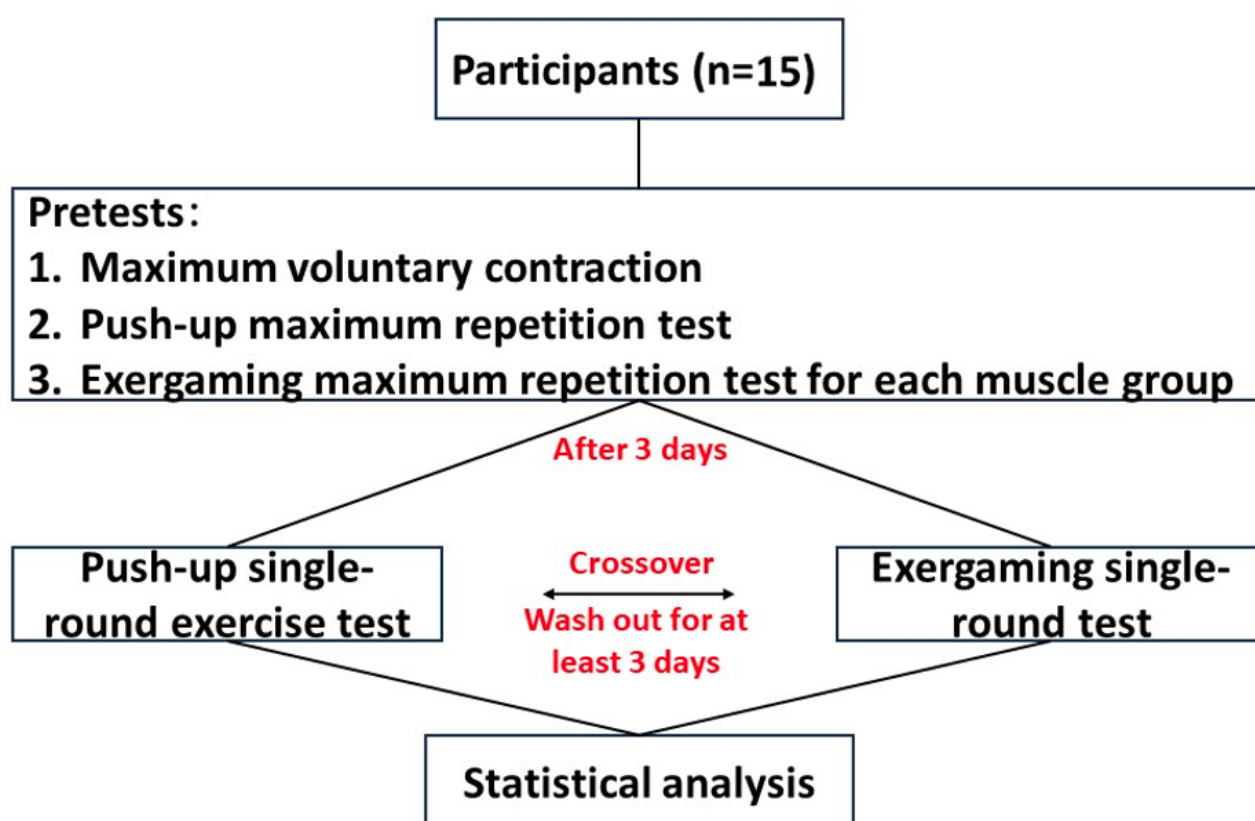 Participants (n=15)
Pretests:
1. Maximum voluntary contraction
2. Push-up maximum repetition test
3. Exergaming maximum repetition test for each muscle group
After 3 days
Push-up single-
round exercise test
Crossover
Wash out for at
least 3 days
Exergaming single-
round test
Statistical analysis